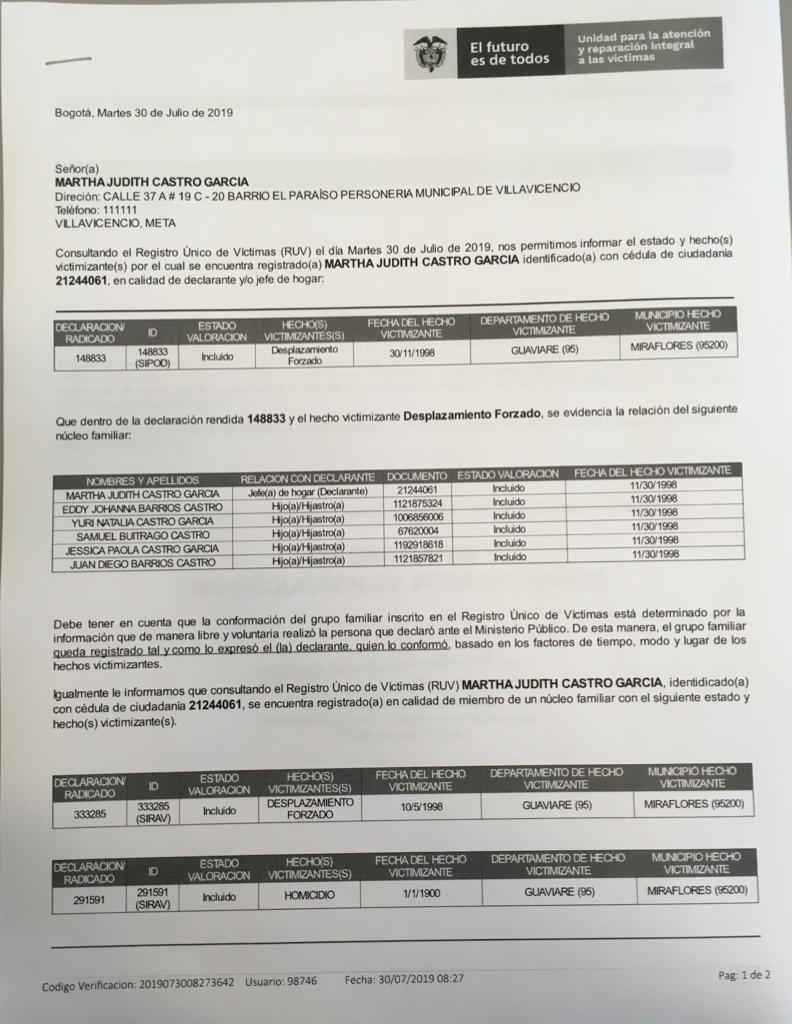 El futuro
es de todos
Unidad para la atención
y reparación integral
a las víctimas
Bogotá, Martes 30 de Julio de 2019
Señor(a)
MARTHA JUDITH CASTRO GARCIA
Direción: CALLE 37 A # 19 C - 20 BARRIO EL PARAÍSO PERSONERIA MUNICIPAL DE VILLAVICENCIO
Teléfono: 111111
VILLAVICENCIO, META
Consultando el Registro Único de Víctimas (RUV) el día Martes 30 de Julio de 2019, nos permitimos informar el estado y hecho(s)
victimizante(s) por el cual se encuentra registrado(a) MARTHA JUDITH CASTRO GARCIA identificado(a) con cédula de ciudadanía
21244061, en calidad de declarante y/o jefe de hogar:
DECLARACION/ RADICADO ID ESTADO VALORACION HECHO(S) VICTIMIZANTES(S) FECHA DEL HECHO VICTIMIZANTE DEPARTAMENTO DE HECHO VICTIMIZANTE MUNICIPIO HECHO VICTIMIZANTE
148833 148833 (SIPOD) Incluido Desplazamiento Forzado 30/11/1998 GUAVIARE (95) MIRAFLORES (95200)
Que dentro de la declaración rendida 148833 y el hecho victimizante Desplazamiento Forzado, se evidencia la relación del siguiente
núcleo familiar:
NOMBRES Y APELLIDOS RELACION CON DECLARANTE DOCUMENTO ESTADO VALORACION FECHA DEL HECHO VICTIMIZANTE
MARTHA JUDITH CASTRO GARCIA Jefe(a) de hogar (Declarante) 21244061 Incluido 11/30/1998
EDDY JOHANNA BARRIOS CASTRO Hijo(a)/Hijastro(a) 1121875324 Incluido 11/30/1998
YURI NATALIA CASTRO GARCIA Hijo(a)/Hijastro(a) 1006856006 Incluido 11/30/1998
SAMUEL BUITRAGO CASTRO Hijo(a)/Hijastro(a) 67620004 Incluido 11/30/1998
JESSICA PAOLA CASTRO GARCIA Hijo(a)/Hijastro(a) 1192918618 Incluido 11/30/1998
JUAN DIEGO BARRIOS CASTRO Hijo(a)/Hijastro(a) 1121857821 Incluido 11/30/1998
Debe tener en cuenta que la conformación del grupo familiar inscrito en el Registro Único de Víctimas está determinado por la
información que de manera libre y voluntaria realizó la persona que declaró ante el Ministerio Público. De esta manera, el grupo familiar
queda registrado tal y como lo expresó el (la) declarante, quien lo conformó, basado en los factores de tiempo, modo y lugar de los
hechos victimizantes.
Igualmente le informamos que consultando el Registro Único de Víctimas (RUV) MARTHA JUDITH CASTRO GARCIA, identidicado(a)
con cédula de ciudadanía 21244061, se encuentra registrado(a) en calidad de miembro de un núcleo familiar con el siguiente estado y
hecho(s) victimizante(s).
DECLARACION/ RADICADO ID ESTADO VALORACION HECHO(S) VICTIMIZANTES(S) FECHA DEL HECHO VICTIMIZANTE DEPARTAMENTO DE HECHO VICTIMIZANTE MUNICIPIO HECHO VICTIMIZANTE
333285 333285 (SIRAV) Incluido DESPLAZAMIENTO FORZADO 10/5/1998 GUAVIARE (95) MIRAFLORES (95200)
DECLARACION/ RADICADO ID ESTADO VALORACION HECHO(S) VICTIMIZANTES(S) FECHA DEL HECHO VICTIMIZANTE DEPARTAMENTO DE HECHO VICTIMIZANTE MUNICIPIO HECHO VICTIMIZANTE
291591 291591 (SIRAV) Incluido HOMICIDIO 1/1/1900 GUAVIARE (95) MIRAFLORES (95200)
Codigo Verificacion: 2019073008273642 Usuario: 98746 Fecha: 30/07/2019 08:27 Pag: 1 de 2